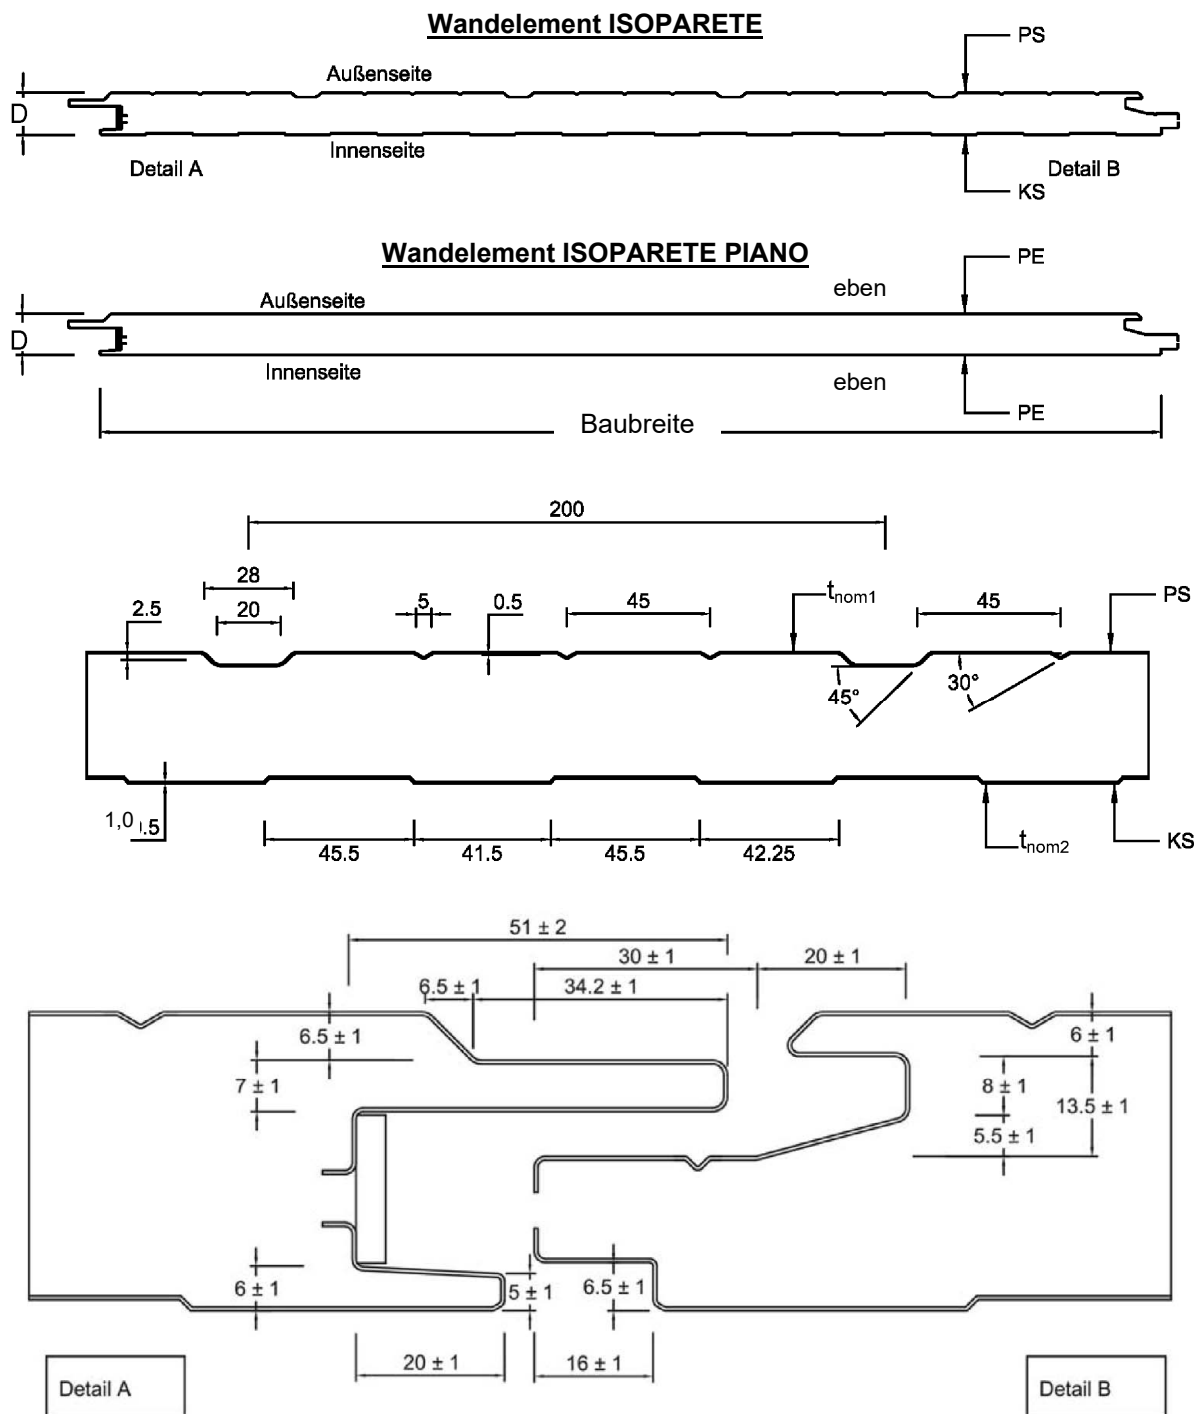 Wandelement ISOPARETE
PS
Außenseite
D
Innenseite
Detail A
Detail B
KS
Wandelement ISOPARETE PIANO
PE
eben
Außenseite
D
Innenseite
eben
PE
Baubreite
200
28
2.5
20
5
0.5
45
tnom1
45
PS
45°
30°
1,0
.5
45.5
41.5
45.5
42.25
tnom2
KS
51 ± 2
30 ± 1
20 ± 1
6.5 ± 1
34.2 ± 1
6.5 ± 1
6 ± 1
7 ± 1
8 ± 1
13.5 ± 1
5.5 ± 1
6 ± 1
5 ± 1
6.5 ± 1
20 ± 1
16 ± 1
Detail A
Detail B